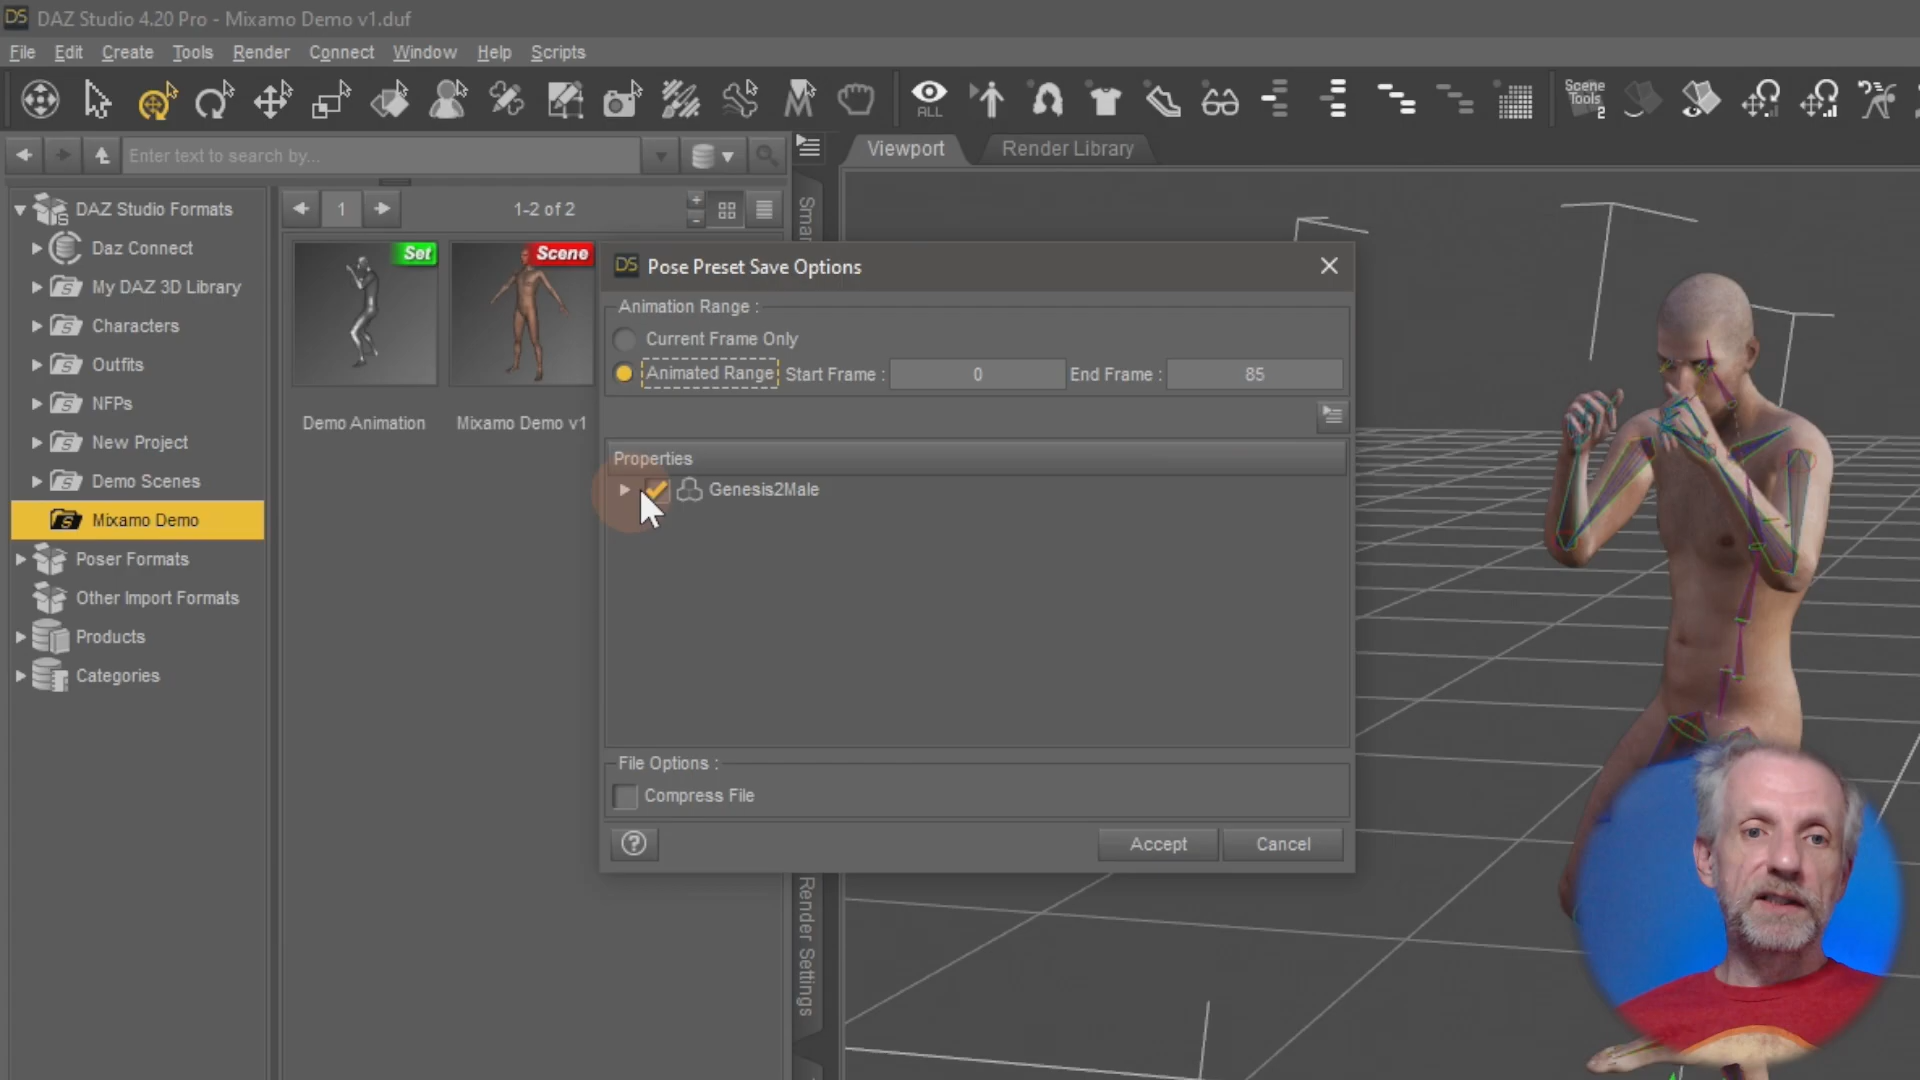 DS DAZ Studio 4.20 Pro - Mixamo Demo v1.duf
File Edit Create Tools Render Connect Window Help Scripts
ALL
Scene
Tools
2
Enter text to search by...
Viewport
Render Library
DAZ Studio Formats
Daz Connect
My DAZ 3D Library
Characters
Outfits
NFPs
New Project
Demo Scenes
Mixamo Demo
Poser Formats
Other Import Formats
Products
Categories
1
1-2 of 2
Set
Scene
Demo Animation
Mixamo Demo v1
Smar
DS Pose Preset Save Options
Animation Range :
Current Frame Only
Animated Range Start Frame : 0 End Frame : 85
Properties
Genesis2Male
File Options :
Compress File
?
Accept
Cancel
Render Settings